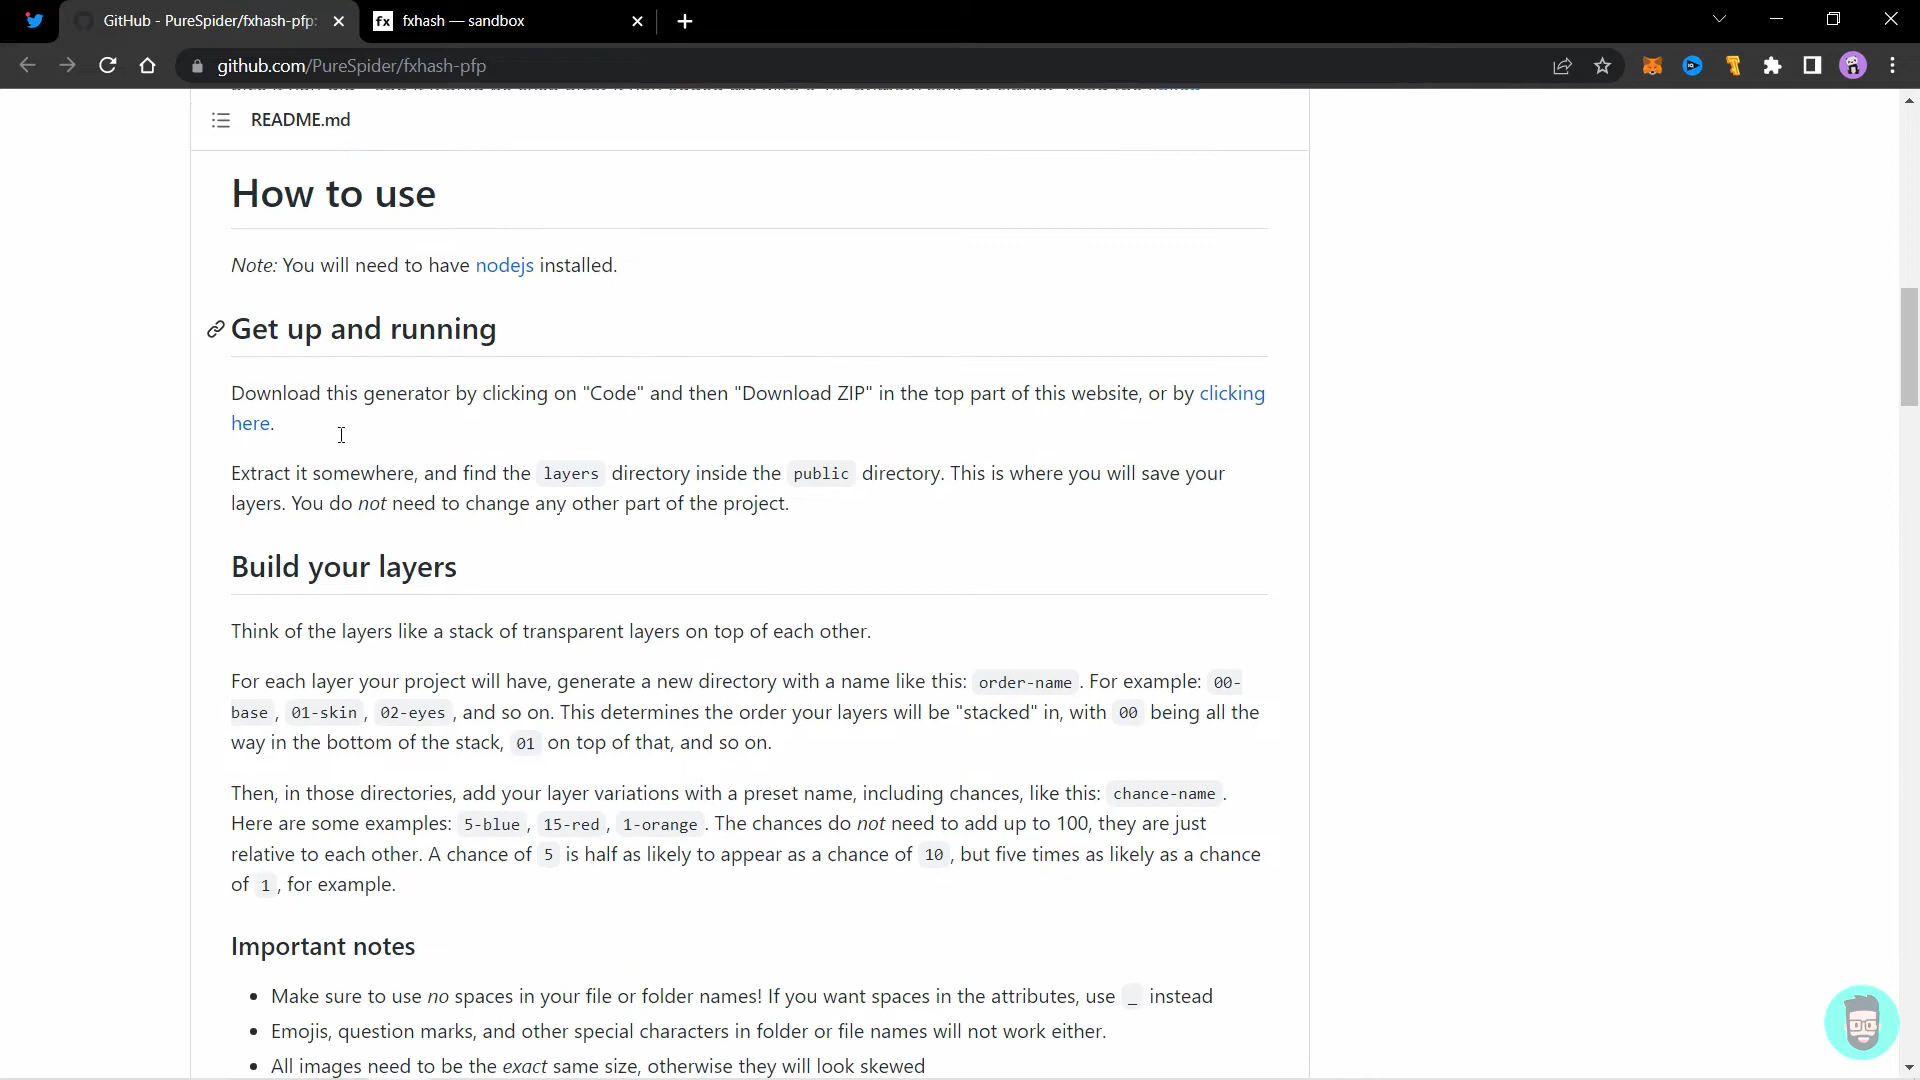 GitHub - PureSpider/fxhash-pfp:
fx fxhash — sandbox
github.com/PureSpider/fxhash-pfp
README.md
How to use
Note: You will need to have nodejs installed.
Get up and running
Download this generator by clicking on "Code" and then "Download ZIP" in the top part of this website, or by clicking
here.
Extract it somewhere, and find the layers directory inside the public directory. This is where you will save your
layers. You do not need to change any other part of the project.
Build your layers
Think of the layers like a stack of transparent layers on top of each other.
For each layer your project will have, generate a new directory with a name like this: order-name . For example: 00-
base , 01-skin , 02-eyes , and so on. This determines the order your layers will be "stacked" in, with 00 being all the
way in the bottom of the stack, 01 on top of that, and so on.
Then, in those directories, add your layer variations with a preset name, including chances, like this: chance-name .
Here are some examples: 5-blue , 15-red , 1-orange . The chances do not need to add up to 100, they are just
relative to each other. A chance of 5 is half as likely to appear as a chance of 10 , but five times as likely as a chance
of 1 , for example.
Important notes
• Make sure to use no spaces in your file or folder names! If you want spaces in the attributes, use _ instead
• Emojis, question marks, and other special characters in folder or file names will not work either.
• All images need to be the exact same size, otherwise they will look skewed